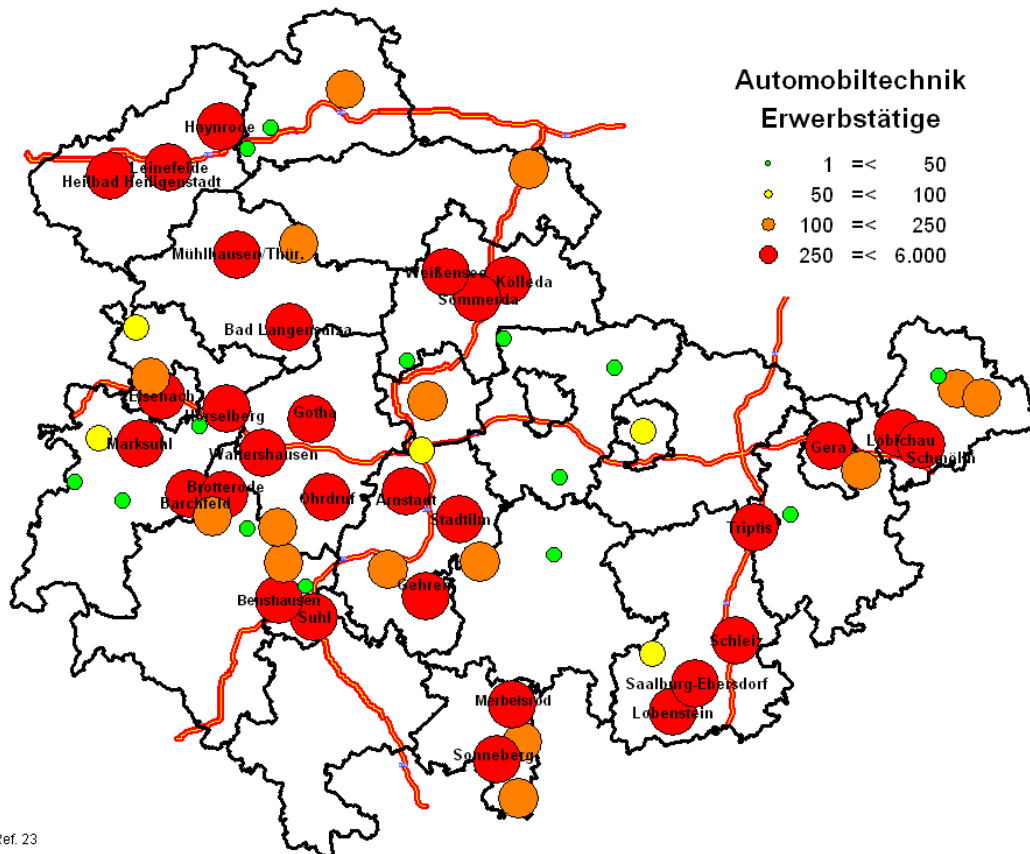 Automobiltechnik
Erwerbstätige
1 =< 50
50 =< 100
100 =< 250
250 =< 6.000
Haynrode
Leinefelde
Heilbad Heiligenstadt
Mühlhausen/Thür.
Weißensee
Kölleda
Sömmerda
Bad Langensalza
Eisenach
Hörselberg
Gotha
Marksuhl
Waltershausen
Gera
Löbichau
Schmölln
Brotterode
Barchfeld
Ohrdruf
Arnstadt
Stadtilm
Triptis
Gehren
Benshausen
Suhl
Schleiz
Saalburg-Ebersdorf
Lobenstein
Merbelsrod
Sonneberg
Ref. 23